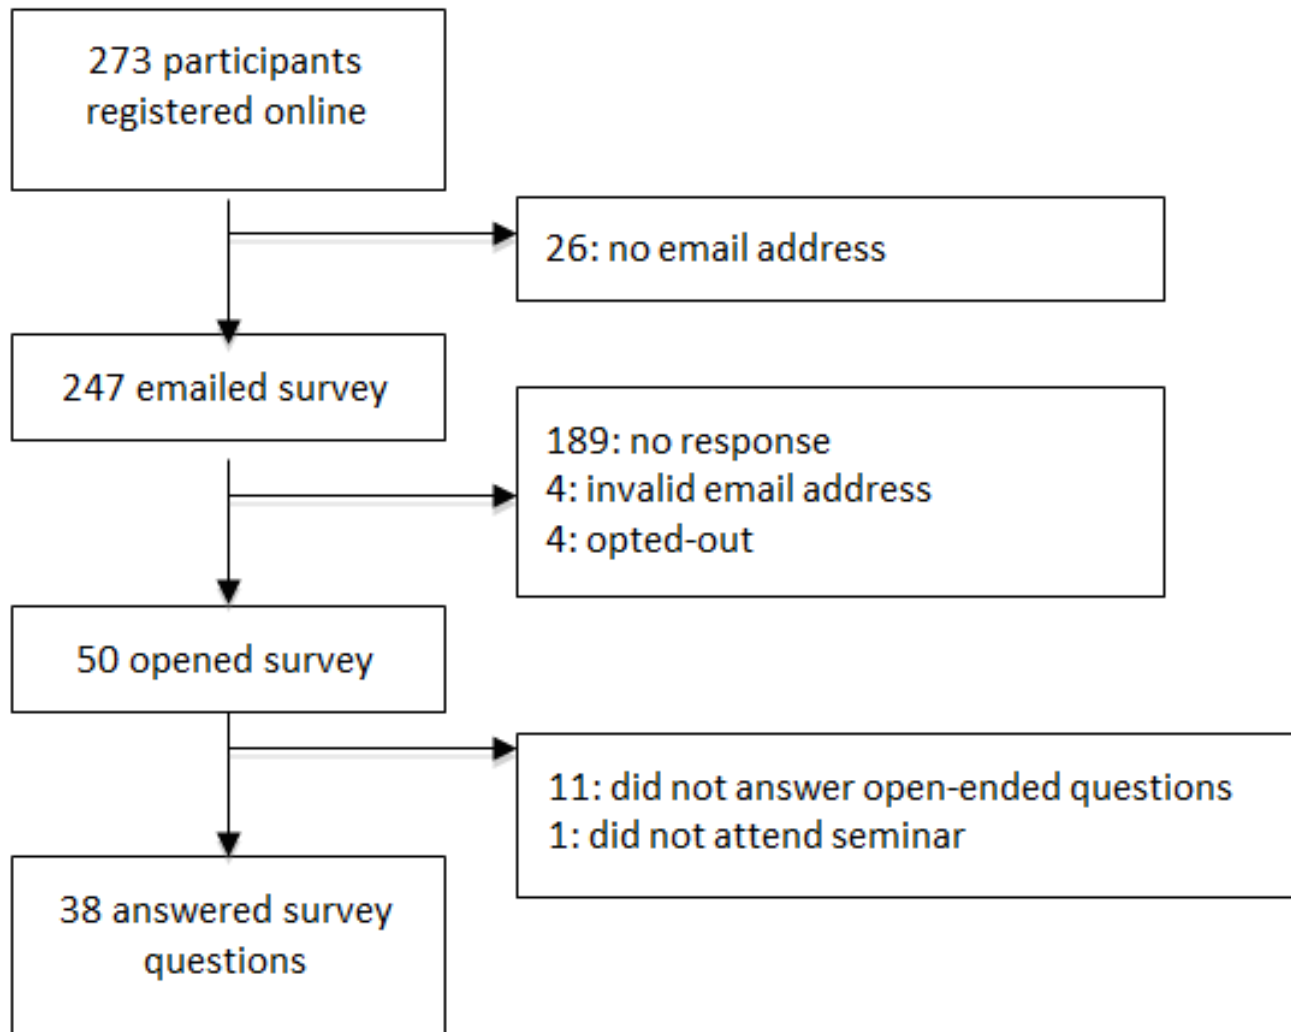 273 participants
registered online
26: no email address
247 emailed survey
189: no response
4: invalid email address
4: opted-out
50 opened survey
11: did not answer open-ended questions
1: did not attend seminar
38 answered survey
questions